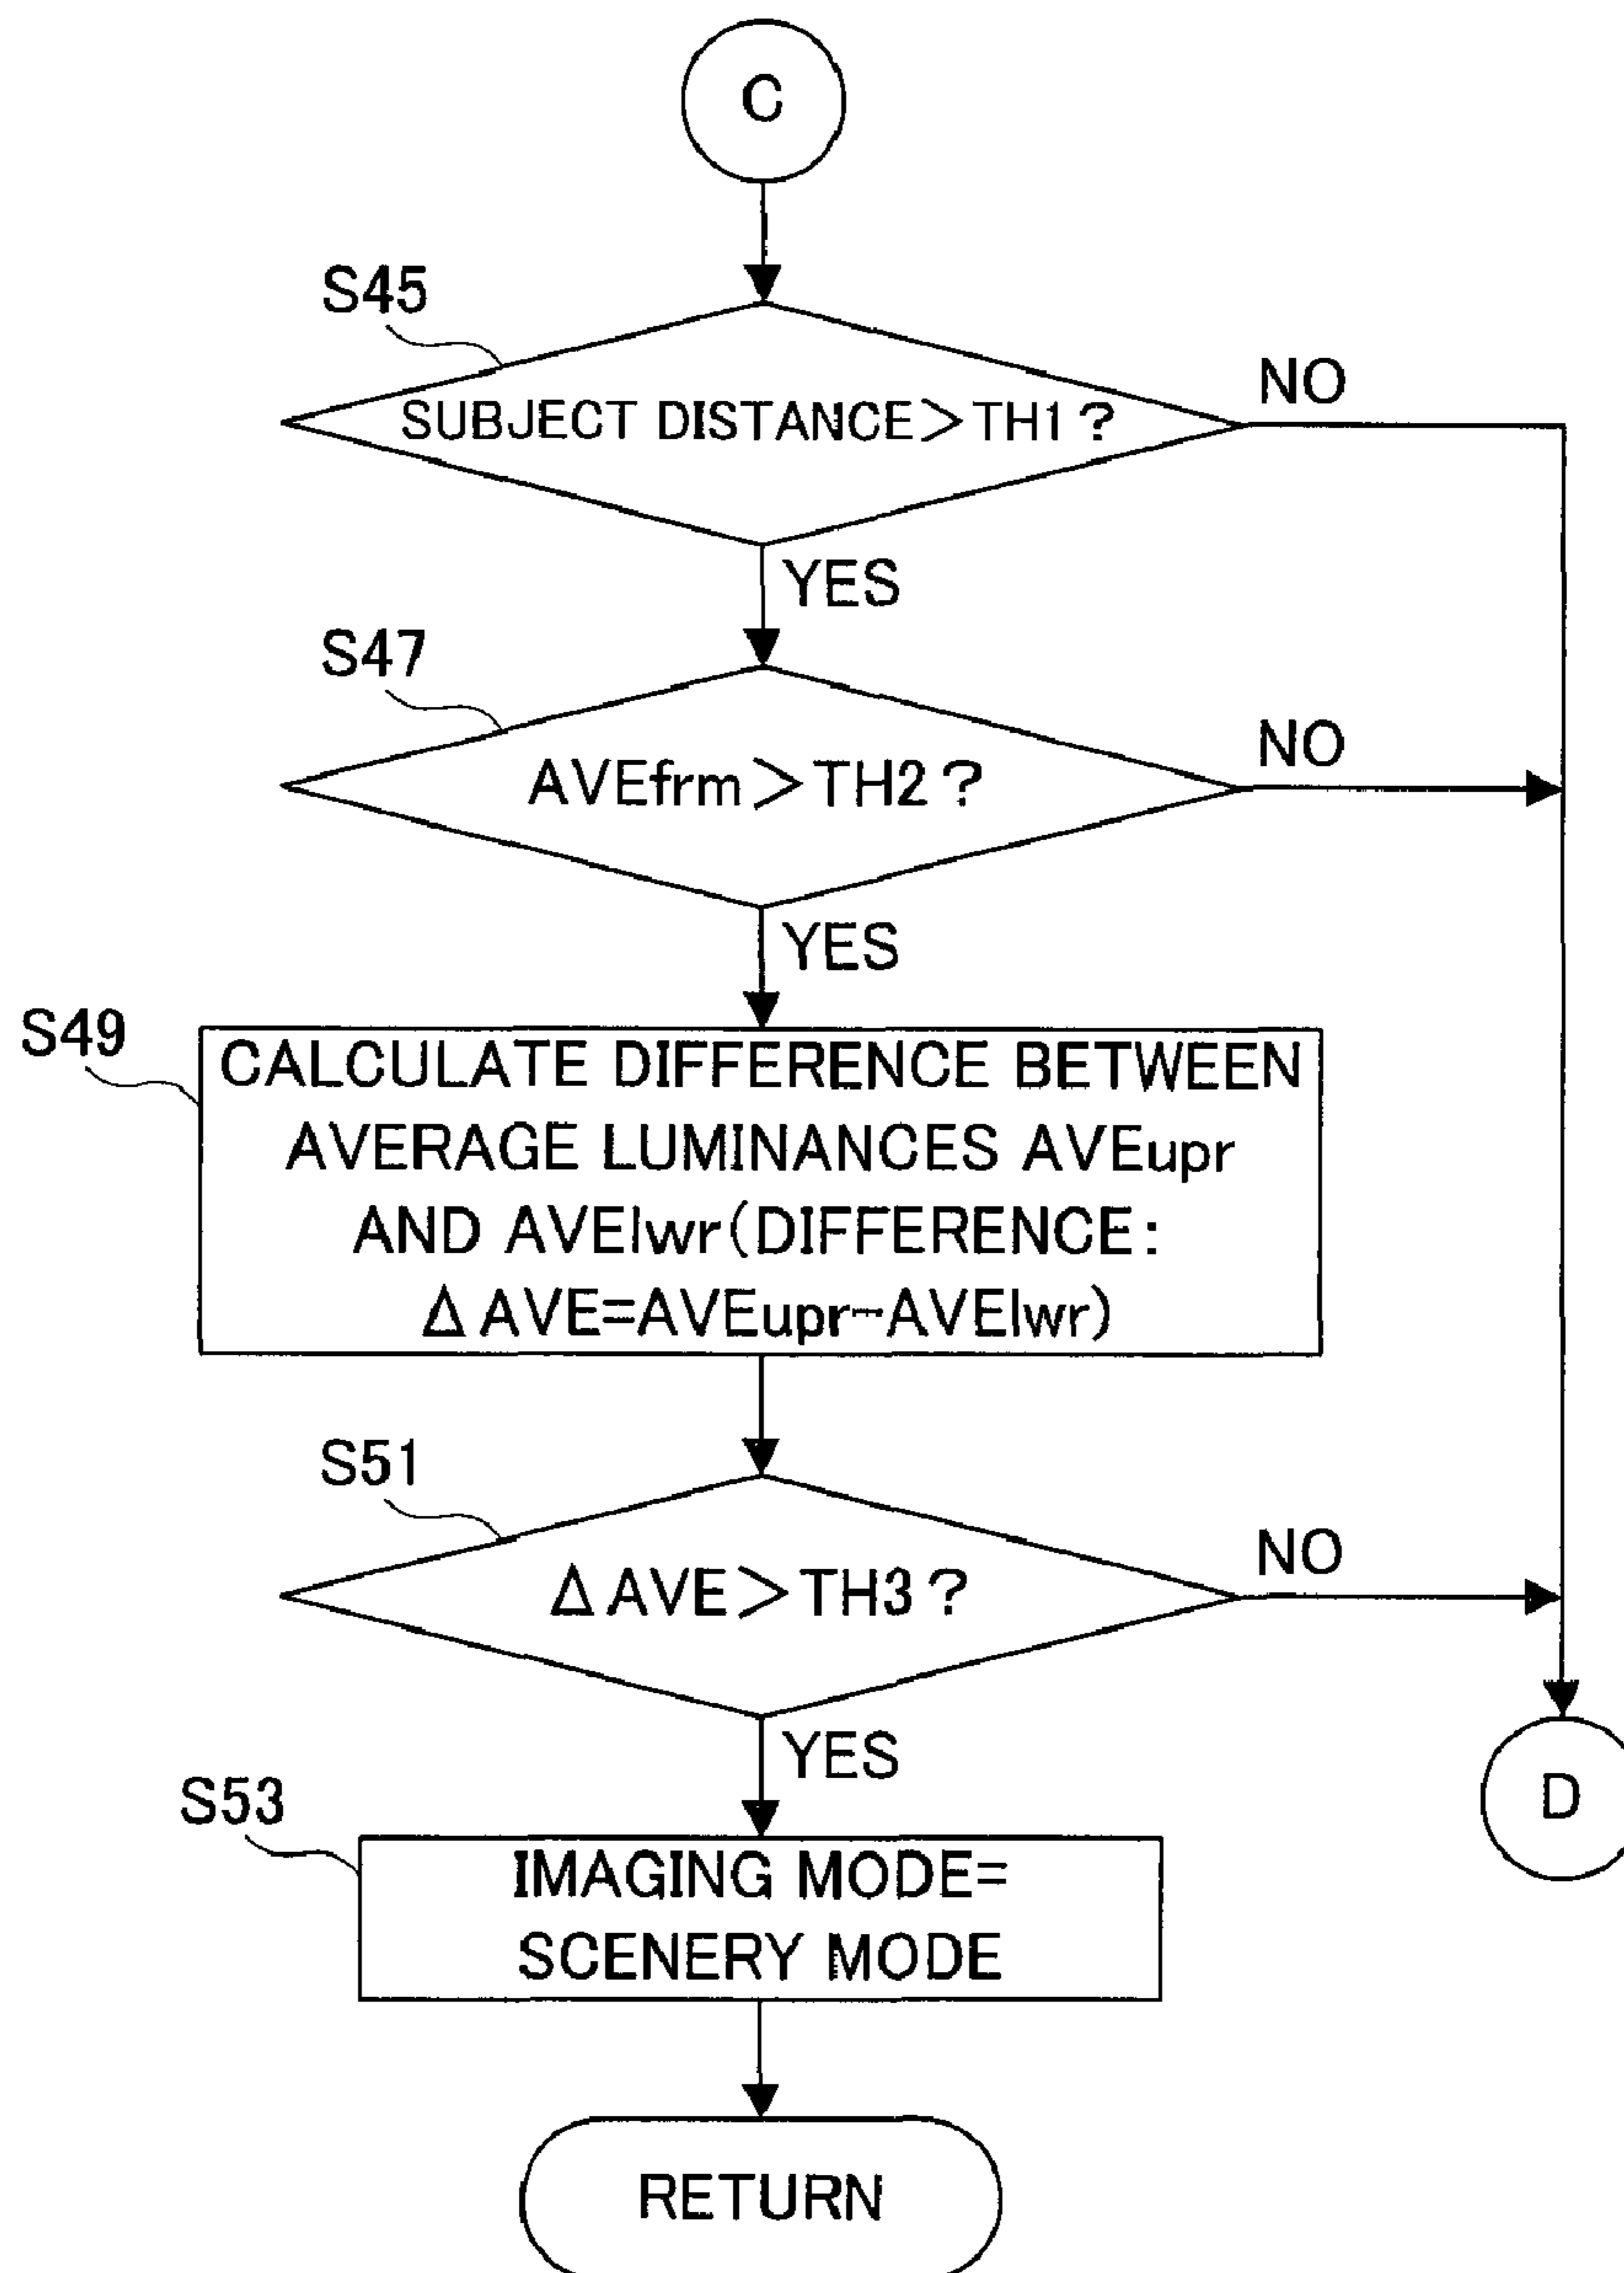 C
S45
SUBJECT DISTANCE>TH1?
NO
YES
S47
AVEfrm>TH2?
NO
YES
S49
CALCULATE DIFFERENCE BETWEEN
AVERAGE LUMINANCES AVEupr
AND AVElwr(DIFFERENCE:
Δ AVE=AVEupr-AVElwr)
S51
Δ AVE>TH3?
NO
YES
D
S53
IMAGING MODE=
SCENERY MODE
RETURN